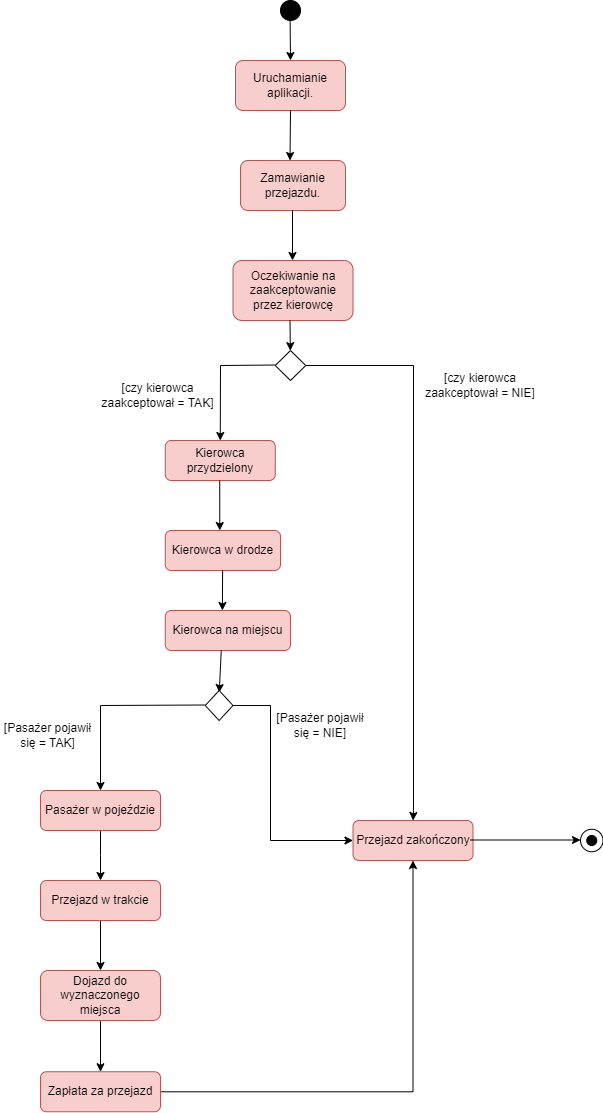 Uruchamianie
aplikacji.
Zamawianie
przejazdu.
Oczekiwanie na
zaakceptowanie
przez kierowcę
[czy kierowca
zaakceptował = TAK]
[czy kierowca
zaakceptował = NIE]
Kierowca
przydzielony
Kierowca w drodze
Kierowca na miejscu
[Pasażer pojawił
się = TAK]
[Pasażer pojawił
się = NIE]
Pasażer w pojeździe
Przejazd zakończony
Przejazd w trakcie
Dojazd do
wyznaczonego
miejsca
Zapłata za przejazd